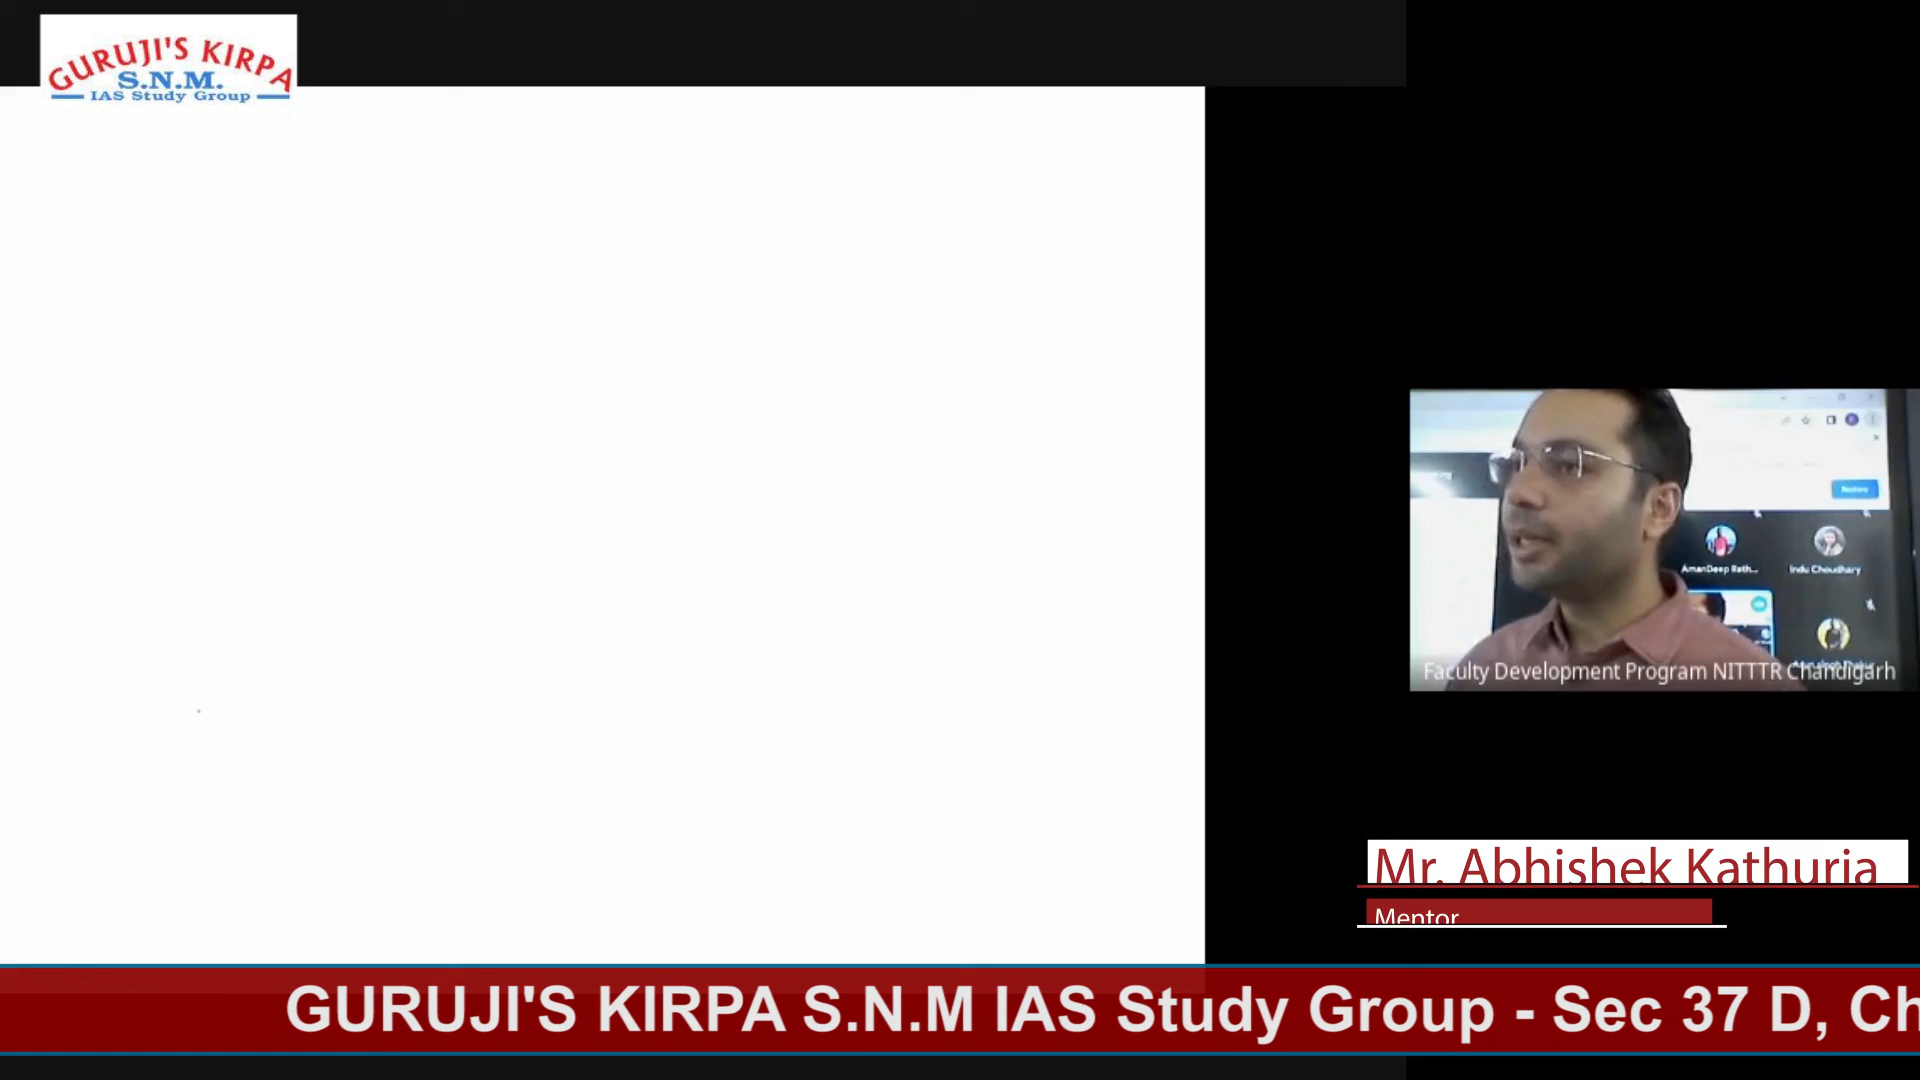 GURUJI'S KIRPA
S.N.M.
IAS Study Group
AmanDeep Rath...
Indu Choudhary
Faculty Development Program NITTTR Chandigarh
Mr. Abhishek Kathuria
Mentor
GURUJI'S KIRPA S.N.M IAS Study Group - Sec 37 D, Ch